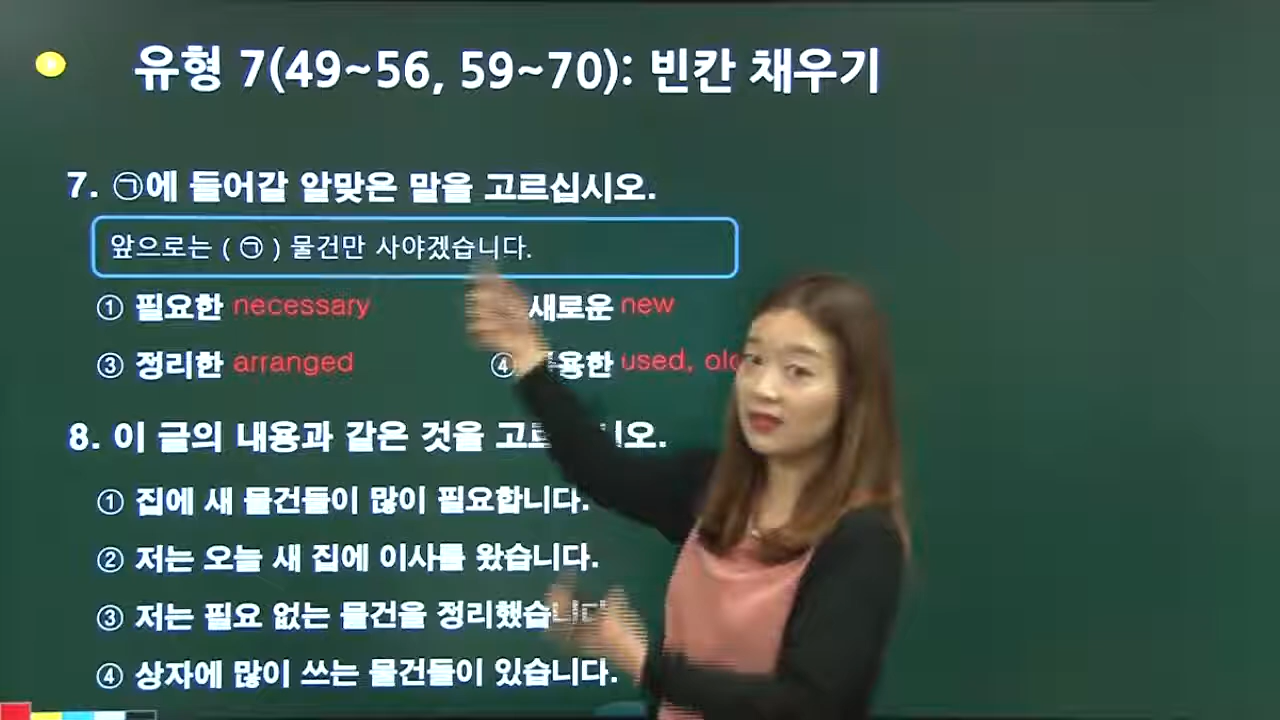 유형 7(49~56, 59~70): 빈칸 채우기
7. ㉠에 들어갈 알맞은 말을 고르십시오.
앞으로는 ( ㉠ ) 물건만 사야겠습니다.
① 필요한 necessary 새로운 new
③ 정리한 arranged ④ 용한 used, old
8. 이 글의 내용과 같은 것을 고르 시오.
① 집에 새 물건들이 많이 필요합니다.
② 저는 오늘 새 집에 이사를 왔습니다.
③ 저는 필요 없는 물건을 정리했습니다
④ 상자에 많이 쓰는 물건들이 있습니다.